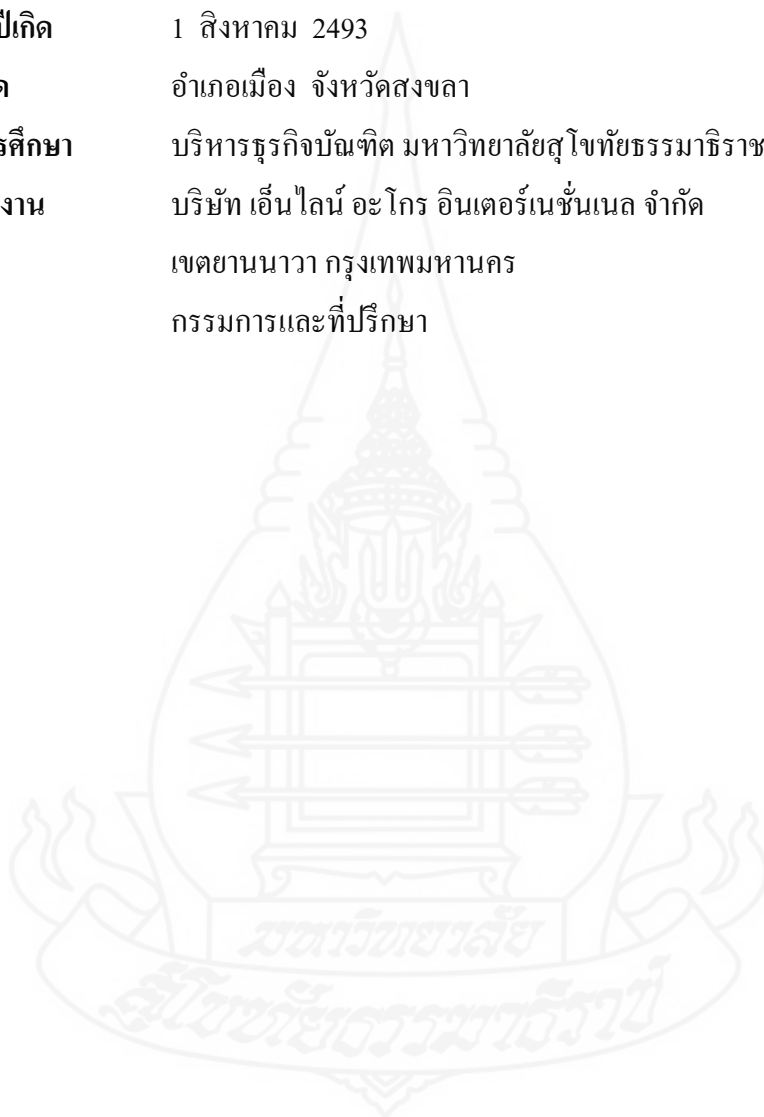 ปีเกิด 1 สิงหาคม 2493
อำเภอเมือง จังหวัดสงขลา
รศึกษา บริหารธุรกิจบัณฑิต มหาวิทยาลัยสุโขทัยธรรมาธิราช
งาน บริษัท เอ็นไลน์ อะโกร อินเตอร์เนชั่นเนล จำกัด
เขตยานนาวา กรุงเทพมหานคร
กรรมการและที่ปรึกษา
มหาวิทยาลัย
สุโขทัยธรรมาธิราช